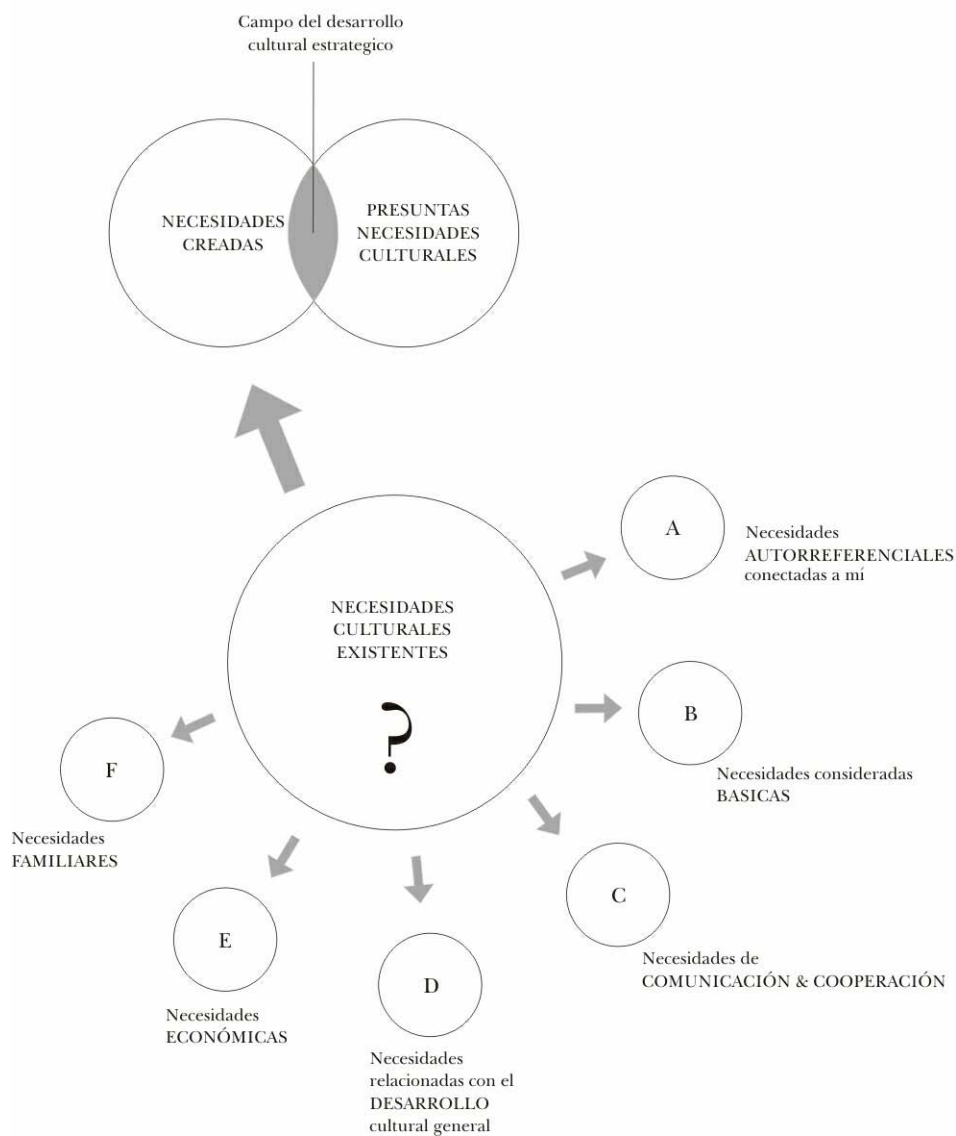 Campo del desarrollo
cultural estrategico
NECESIDADES
CREADAS
PRESUNTAS
NECESIDADES
CULTURALES
NECESIDADES
CULTURALES
EXISTENTES
?
A
Necesidades
AUTORREFERENCIALES
conectadas a mí
B
Necesidades consideradas
BASICAS
C
Necesidades de
COMUNICACIÓN & COOPERACIÓN
D
Necesidades
relacionadas con el
DESARROLLO
cultural general
E
Necesidades
ECONÓMICAS
F
Necesidades
FAMILIARES